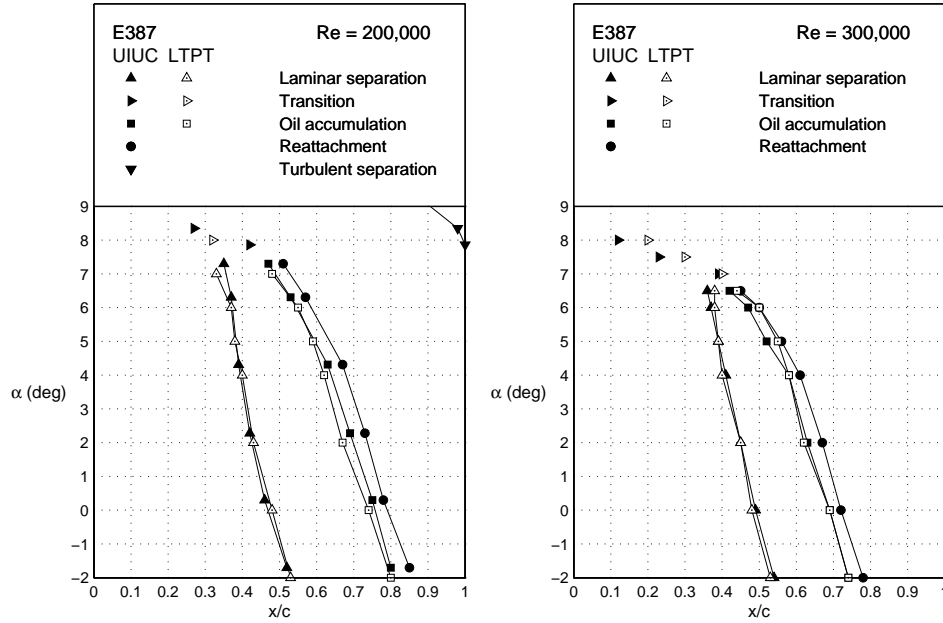 E387 Re = 200,000
UIUC LTPT
Laminar separation
Transition
Oil accumulation
Reattachment
Turbulent separation
9
8
7
6
5
4
3
2
1
0
−1
−2
α (deg)
0 0.1 0.2 0.3 0.4 0.5 0.6 0.7 0.8 0.9 1
x/c
E387 Re = 300,000
UIUC LTPT
Laminar separation
Transition
Oil accumulation
Reattachment
9
8
7
6
5
4
3
2
1
0
−1
−2
α (deg)
0 0.1 0.2 0.3 0.4 0.5 0.6 0.7 0.8 0.9 1
x/c